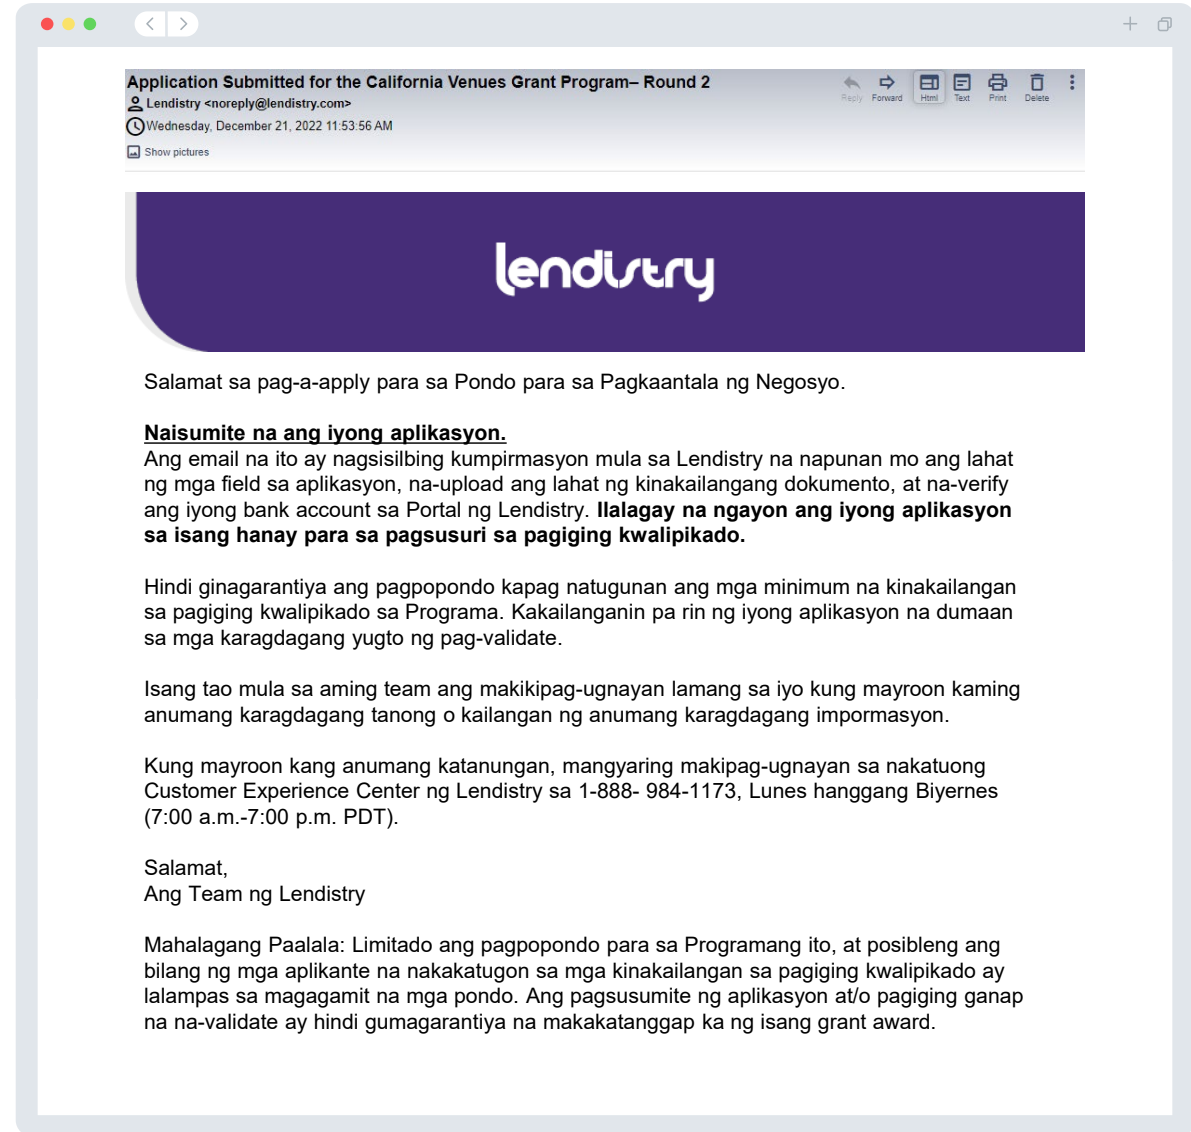 Application Submitted for the California Venues Grant Program– Round 2
Lendistry <noreply@lendistry.com>
Wednesday, December 21, 2022 11:53:56 AM
Show pictures
Reply Forward Html Text Print Delete
lendistry
Salamat sa pag-a-apply para sa Pondo para sa Pagkaantala ng Negosyo.
Naisumite na ang iyong aplikasyon.
Ang email na ito ay nagsisilbing kumpirmasyon mula sa Lendistry na napunan mo ang lahat
ng mga field sa aplikasyon, na-upload ang lahat ng kinakailangang dokumento, at na-verify
ang iyong bank account sa Portal ng Lendistry. Ilalagay na ngayon ang iyong aplikasyon
sa isang hanay para sa pagsusuri sa pagiging kwalipikado.
Hindi ginagarantiya ang pagpopondo kapag natugunan ang mga minimum na kinakailangan
sa pagiging kwalipikado sa Programa. Kakailanganin pa rin ng iyong aplikasyon na dumaan
sa mga karagdagang yugto ng pag-validate.
Isang tao mula sa aming team ang makikipag-ugnayan lamang sa iyo kung mayroon kaming
anumang karagdagang tanong o kailangan ng anumang karagdagang impormasyon.
Kung mayroon kang anumang katanungan, mangyaring makipag-ugnayan sa nakatuong
Customer Experience Center ng Lendistry sa 1-888- 984-1173, Lunes hanggang Biyernes
(7:00 a.m.-7:00 p.m. PDT).
Salamat,
Ang Team ng Lendistry
Mahalagang Paalala: Limitado ang pagpopondo para sa Programang ito, at posibleng ang
bilang ng mga aplikante na nakakatugon sa mga kinakailangan sa pagiging kwalipikado ay
lalampas sa magagamit na mga pondo. Ang pagsusumite ng aplikasyon at/o pagiging ganap
na na-validate ay hindi gumagarantiya na makakatanggap ka ng isang grant award.